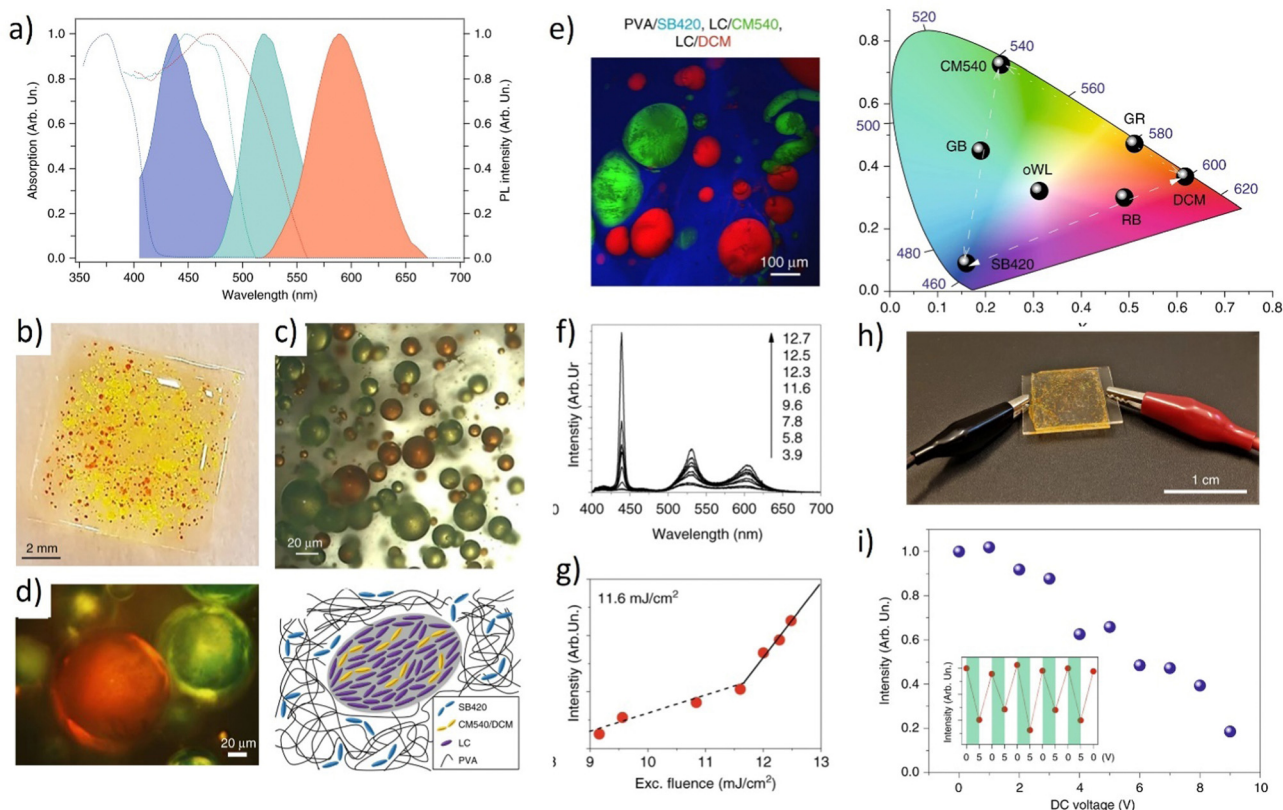 a)
Absorption (Arb. Un.)
1.0
0.8
0.6
0.4
0.2
0.0
1.0
0.8
0.6
0.4
0.2
0.0
PL intensity (Arb. Un.)
350 400 450 500 550 600 650 700
Wavelength (nm)
b)
2 mm
c)
20 μm
d)
20 μm
SB420
CM540/DCM
LC
PVA
e)
PVA/SB420, LC/CM540,
LC/DCM
100 μm
520
540
560
580
600
620
500
480
460
CM540
GR
GB
oWL
DCM
RB
SB420
0.8
0.6
0.4
0.2
0.0
0.0 0.1 0.2 0.3 0.4 0.5 0.6 0.7 0.8
f)
Intenstiy (Arb.Ur
12.7
12.5
12.3
11.6
9.6
7.8
5.8
3.9
400 450 500 550 600 650 700
Wavelength (nm)
g)
11.6 mJ/cm²
Intenstiy (Arb.Un.)
9 10 11 12 13
Exc. fluence (mJ/cm²)
h)
1 cm
i)
Intensity (Arb. Un.)
1.0
0.8
0.6
0.4
0.2
0.0
Intensity (Arb. Un.)
0 5 0 5 0 5 0 5 0 5 0 (V)
0 2 4 6 8 10
DC voltage (V)